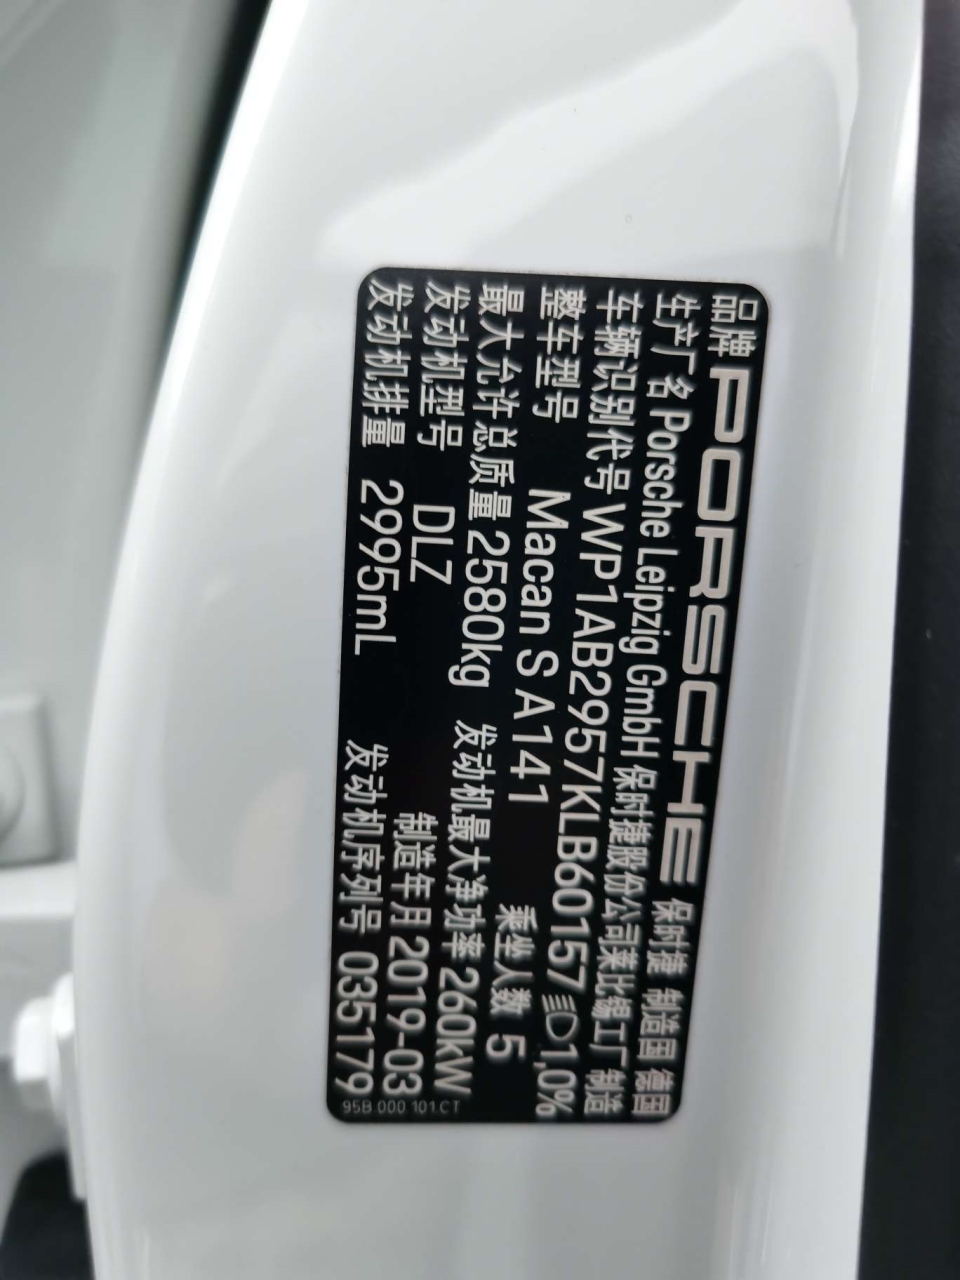 品牌 PORSCHE 保时捷 制造国 德国
生产厂名 Porsche Leipzig GmbH 保时捷股份公司莱比锡工厂 制造
车辆识别代号 WP1AB2957KLB60157 1,0%
整车型号 Macan S A141 乘坐人数 5
最大允许总质量 2580kg 发动机最大净功率 260kW
发动机型号 DLZ 制造年月 2019-03
发动机排量 2995mL 发动机序列号 035179
95B.000.101.CT